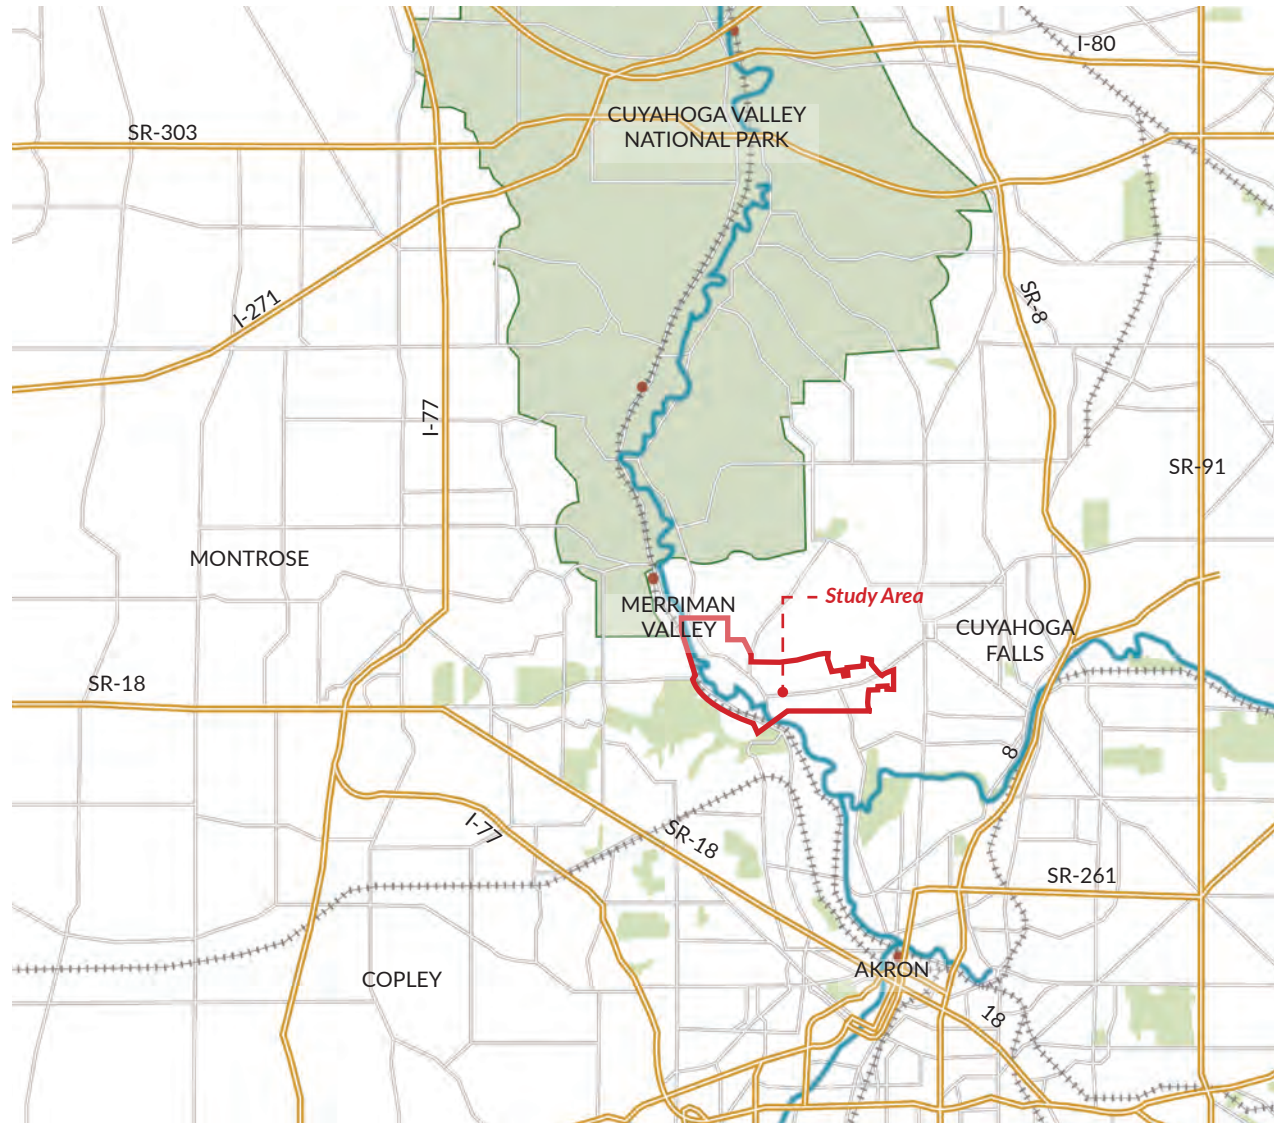 I-80
CUYAHOGA VALLEY
NATIONAL PARK
SR-303
I-271
SR-8
I-77
SR-91
MONTROSE
Study Area
MERRIMAN
VALLEY
CUYAHOGA
FALLS
SR-18
8
I-77
SR-18
SR-261
AKRON
COPLEY
18